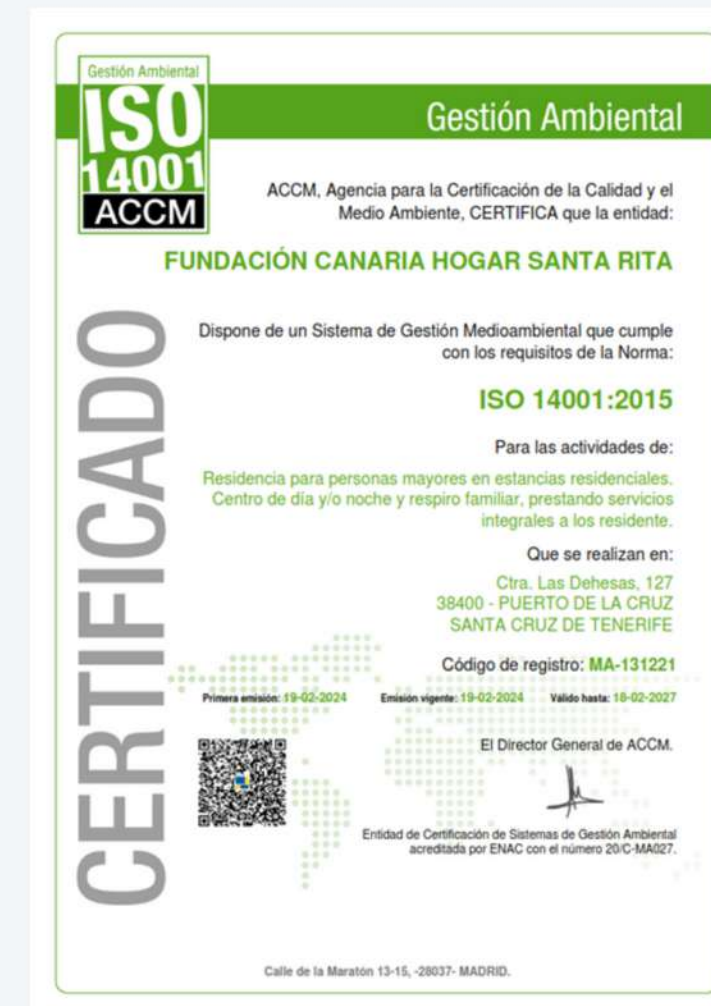 Gestión Ambiental
ISO
14001
ACCM
Gestión Ambiental
ACCM, Agencia para la Certificación de la Calidad y el
Medio Ambiente, CERTIFICA que la entidad:
FUNDACIÓN CANARIA HOGAR SANTA RITA
CERTIFICADO
Dispone de un Sistema de Gestión Medioambiental que cumple
con los requisitos de la Norma:
ISO 14001:2015
Para las actividades de:
Residencia para personas mayores en estancias residenciales.
Centro de día y/o noche y respiro familiar, prestando servicios
integrales a los residente.
Que se realizan en:
Ctra. Las Dehesas, 127
38400 - PUERTO DE LA CRUZ
SANTA CRUZ DE TENERIFE
Código de registro: MA-131221
Primera emisión: 19-02-2024 Emisión vigente: 19-02-2024 Válido hasta: 18-02-2027
El Director General de ACCM.
Entidad de Certificación de Sistemas de Gestión Ambiental
acreditada por ENAC con el número 20/C-MA027.
Calle de la Maratón 13-15, -28037- MADRID.